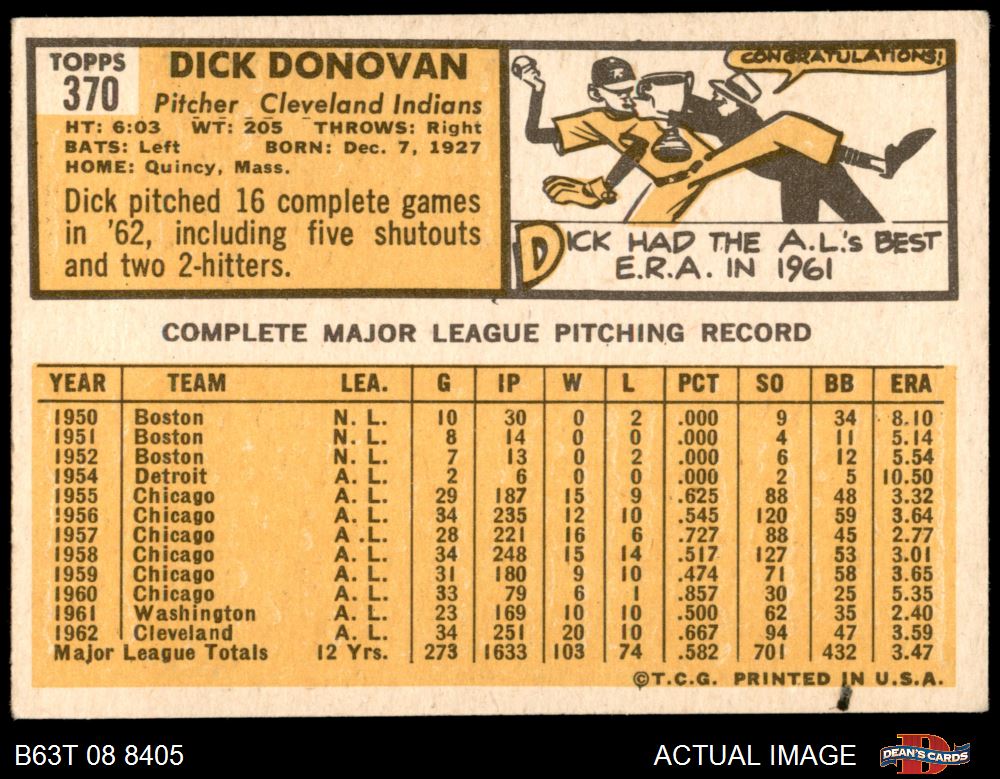 TOPPS
370
DICK DONOVAN
Pitcher Cleveland Indians
HT: 6:03 WT: 205 THROWS: Right
BATS: Left BORN: Dec. 7, 1927
HOME: Quincy, Mass.
Dick pitched 16 complete games
in '62, including five shutouts
and two 2-hitters.
CONGRATULATIONS!
DICK HAD THE A.L.'s BEST
E.R.A. IN 1961
COMPLETE MAJOR LEAGUE PITCHING RECORD
YEAR TEAM LEA. G IP W L PCT SO BB ERA
1950 Boston N. L. 10 30 0 2 .000 9 34 8.10
1951 Boston N. L. 8 14 0 0 .000 4 11 5.14
1952 Boston N. L. 7 13 0 2 .000 6 12 5.54
1954 Detroit A. L. 2 6 0 0 .000 2 5 10.50
1955 Chicago A. L. 29 187 15 9 .625 88 48 3.32
1956 Chicago A. L. 34 235 12 10 .545 120 59 3.64
1957 Chicago A .L. 28 221 16 6 .727 88 45 2.77
1958 Chicago A. L. 34 248 15 14 .517 127 53 3.01
1959 Chicago A. L. 31 180 9 10 .474 71 58 3.65
1960 Chicago A. L. 33 79 6 1 .857 30 25 5.35
1961 Washington A. L. 23 169 10 10 .500 62 35 2.40
1962 Cleveland A. L. 34 251 20 10 .667 94 47 3.59
Major League Totals 12 Yrs. 273 1633 103 74 .582 701 432 3.47
©T.C.G. PRINTED IN U.S.A.
B63T 08 8405
ACTUAL IMAGE
DEAN'S CARDS